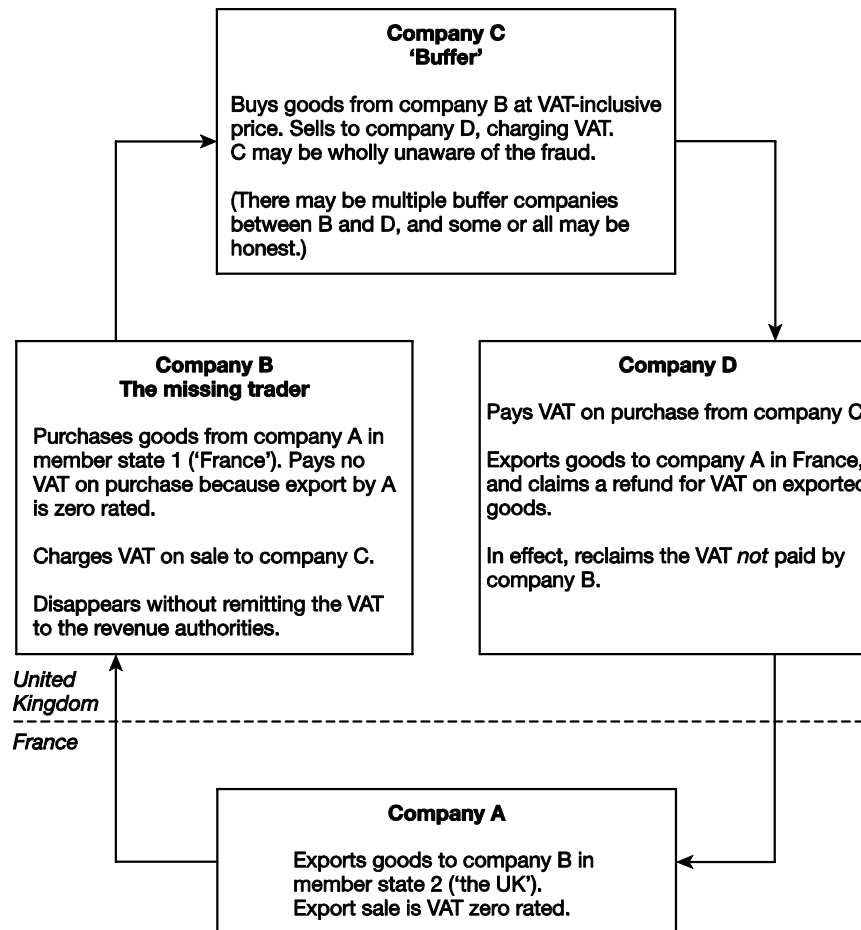 Company C
‘Buffer’
Buys goods from company B at VAT-inclusive
price. Sells to company D, charging VAT.
C may be wholly unaware of the fraud.
(There may be multiple buffer companies
between B and D, and some or all may be
honest.)
Company B
The missing trader
Purchases goods from company A in
member state 1 (‘France’). Pays no
VAT on purchase because export by A
is zero rated.
Charges VAT on sale to company C.
Disappears without remitting the VAT
to the revenue authorities.
Company D
Pays VAT on purchase from company C
Exports goods to company A in France,
and claims a refund for VAT on exported
goods.
In effect, reclaims the VAT not paid by
company B.
United
Kingdom
France
Company A
Exports goods to company B in
member state 2 (‘the UK’).
Export sale is VAT zero rated.